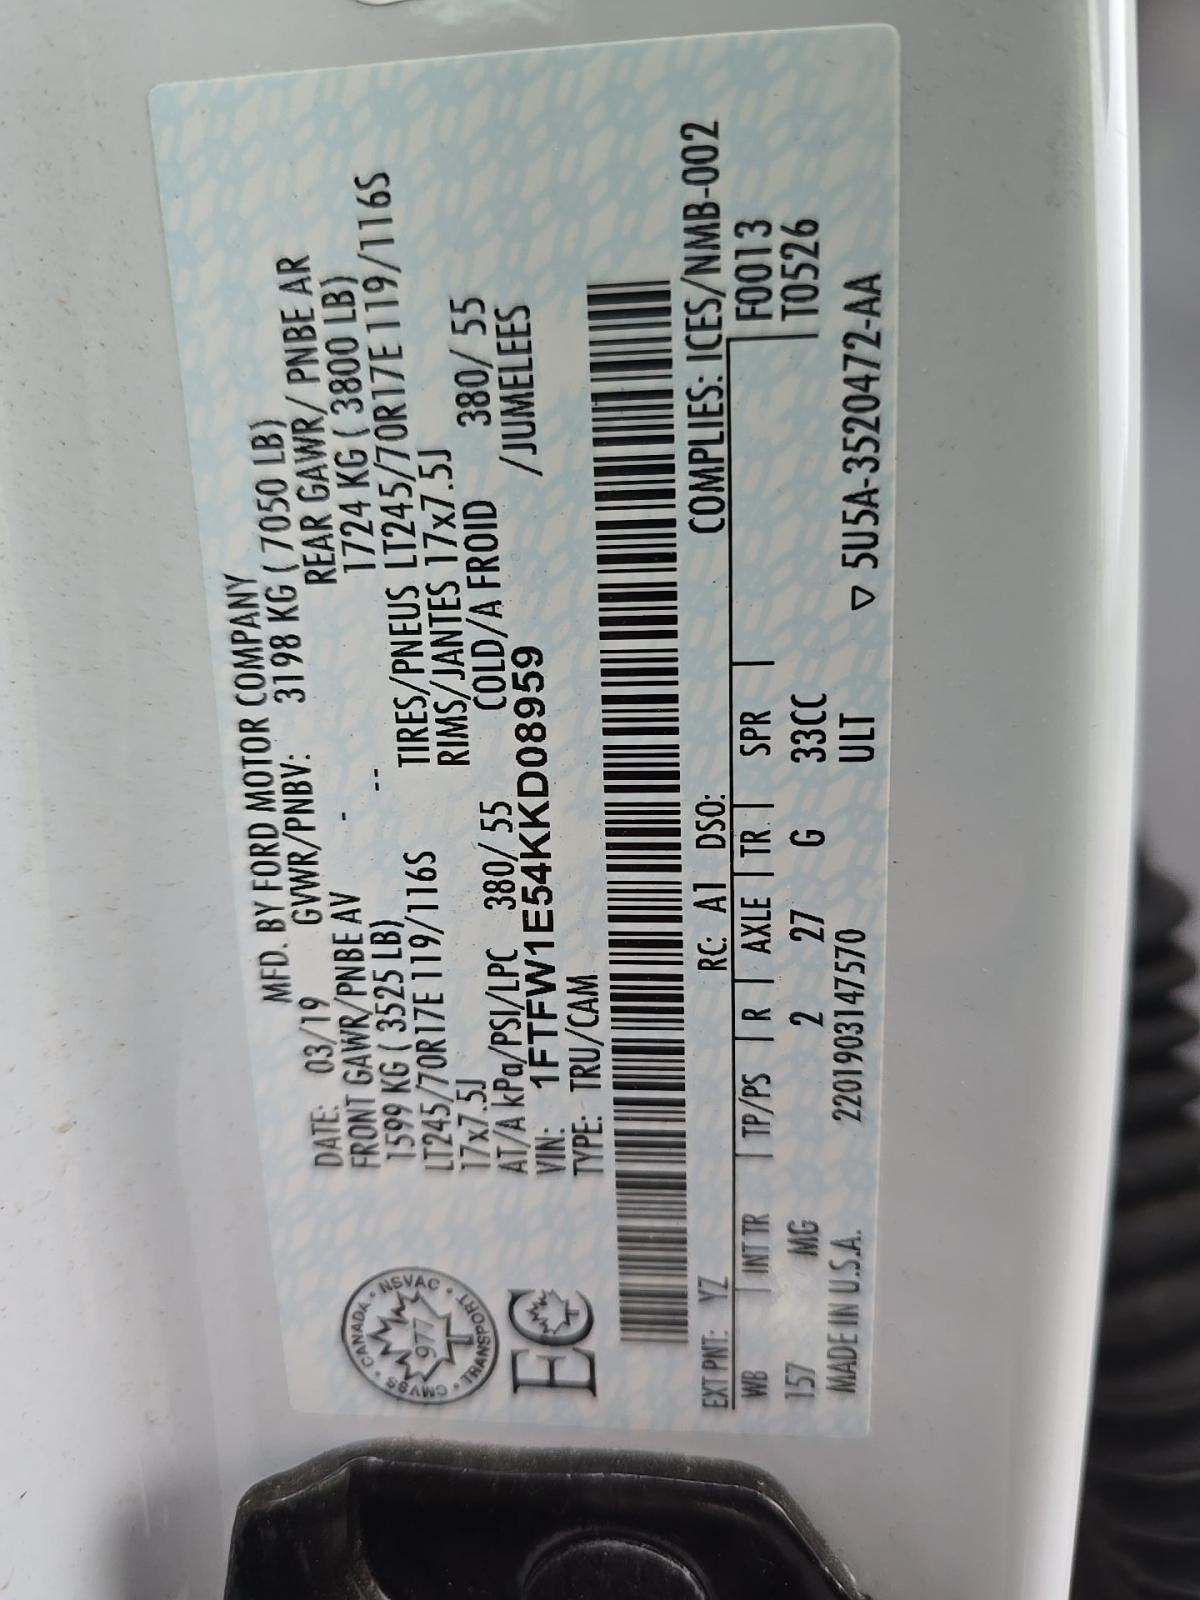 MFD. BY FORD MOTOR COMPANY
DATE: 03/19 GVWR/PNBV: 3198 KG ( 7050 LB)
FRONT GAWR/PNBE AV - REAR GAWR/ PNBE AR
1599 KG ( 3525 LB) -- 1724 KG ( 3800 LB)
LT245/70R17E 119/116S TIRES/PNEUS LT245/70R17E 119/116S
17x7.5J RIMS/JANTES 17x7.5J
AT/A kPa/PSI/LPC 380/ 55 COLD/A FROID 380/ 55
VIN: 1FTFW1E54KKD08959 /JUMELEES
TYPE: TRU/CAM
CANADA • NSVAC • TRANSPORT • CMVSS •
977
EC
COMPLIES: ICES/NMB-002
EXT PNT: YZ RC: A1 DSO: F0013
WB INT TR TP/PS R AXLE TR SPR T0526
157 MG 2 27 G 33CC
MADE IN U.S.A. 2201903147570 ULT ▽ 5U5A-3520472-AA